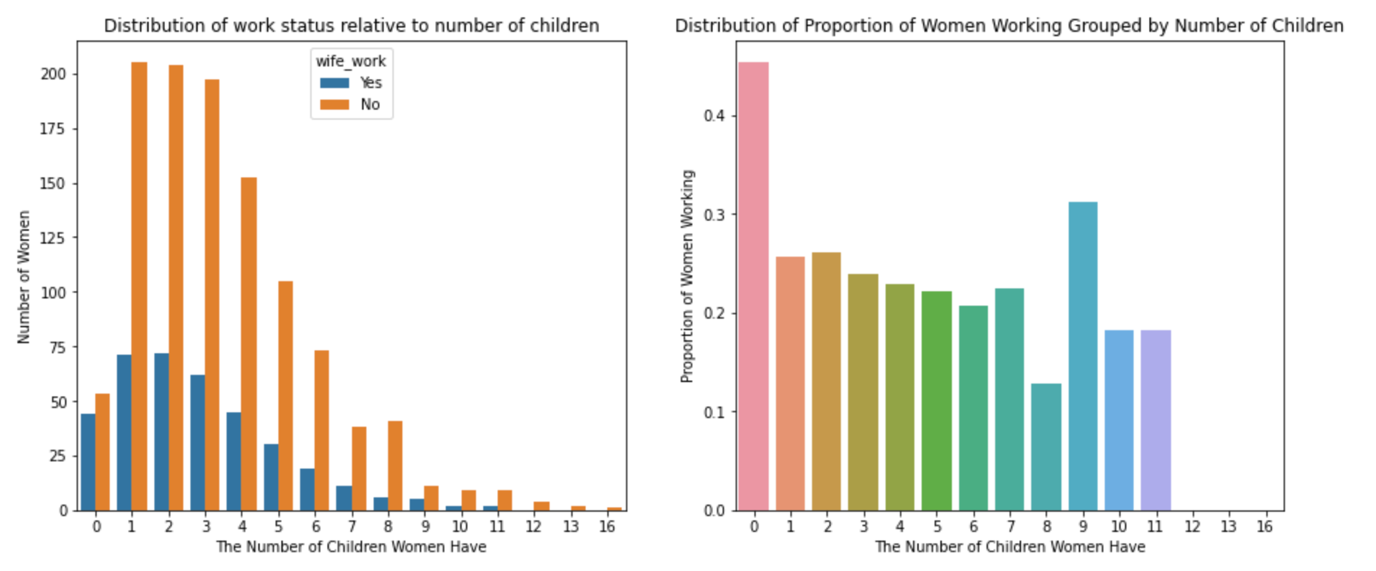 Distribution of work status relative to number of children
wife_work
Yes
No
200
175
150
125
100
75
50
25
0
Number of Women
0 1 2 3 4 5 6 7 8 9 10 11 12 13 16
The Number of Children Women Have
Distribution of Proportion of Women Working Grouped by Number of Children
0.4
0.3
0.2
0.1
0.0
Proportion of Women Working
0 1 2 3 4 5 6 7 8 9 10 11 12 13 16
The Number of Children Women Have